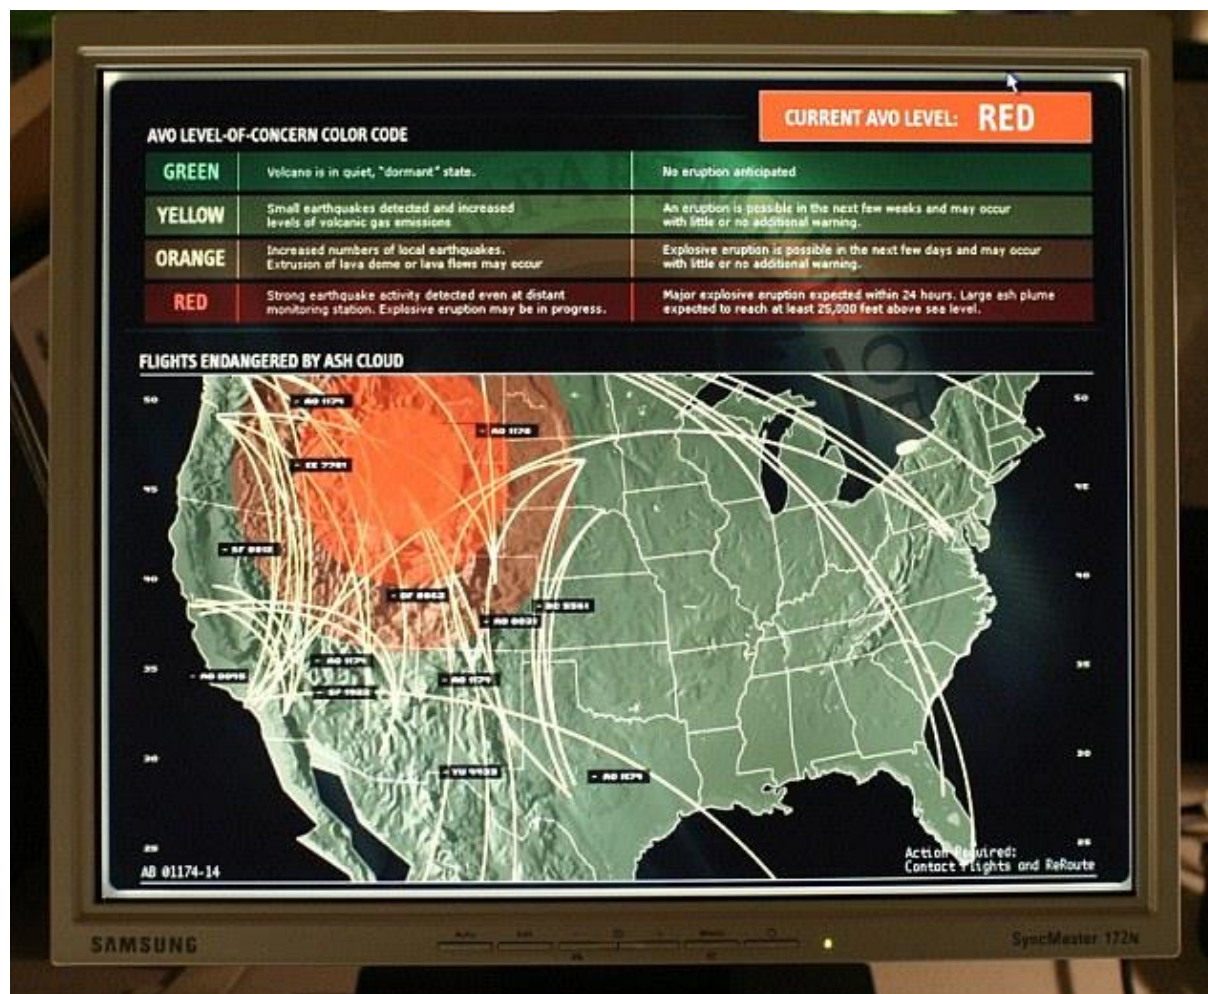 CURRENT AVO LEVEL: RED
AVO LEVEL-OF-CONCERN COLOR CODE
GREEN
Volcano is in quiet, "dormant" state.
No eruption anticipated
YELLOW
Small earthquakes detected and increased
levels of volcanic gas emissions
An eruption is possible in the next few weeks and may occur
with little or no additional warning.
ORANGE
Increased numbers of local earthquakes.
Extrusion of lava dome or lava flows may occur
Explosive eruption is possible in the next few days and may occur
with little or no additional warning.
RED
Strong earthquake activity detected even at distant
monitoring station. Explosive eruption may be in progress.
Major explosive eruption expected within 24 hours. Large ash plume
expected to reach at least 25,000 feet above sea level.
FLIGHTS ENDANGERED BY ASH CLOUD
50
50
45
45
40
40
35
35
30
30
25
25
AB 01174-14
Action Required:
Contact Flights and ReRoute
SAMSUNG
SyncMaster 172N